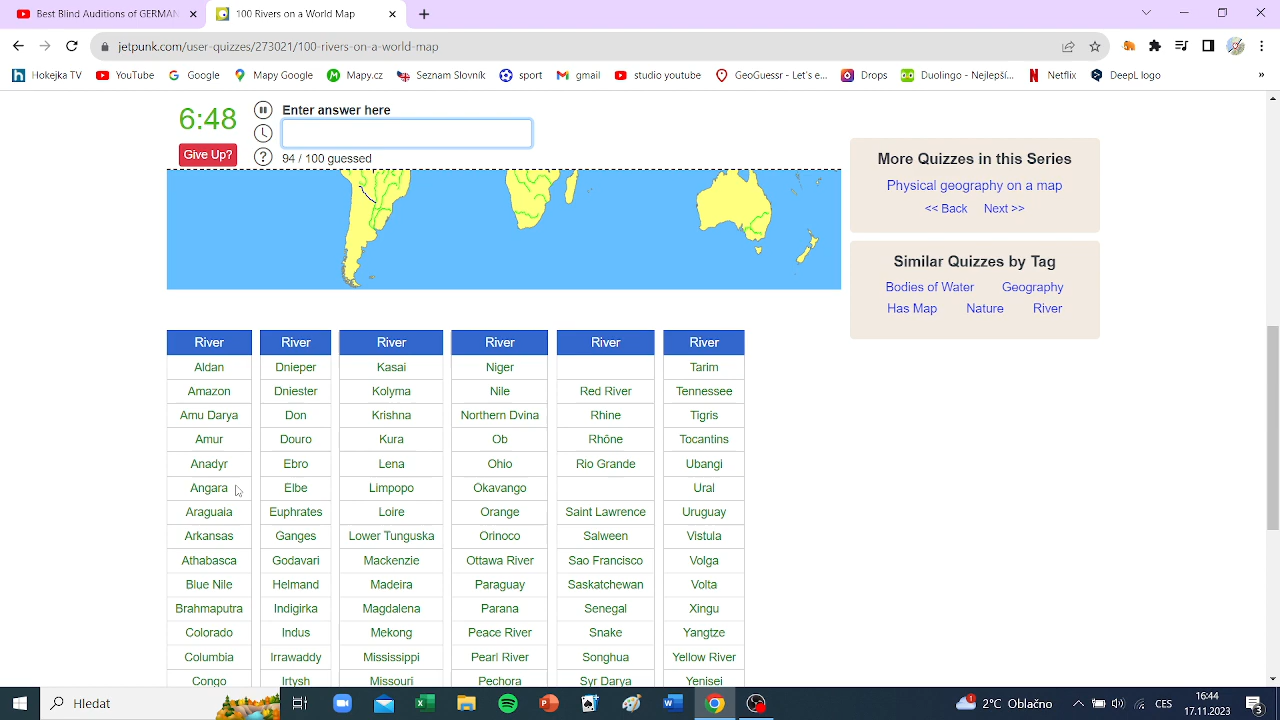 Best Bind Auditions of GERMAN
100 Rivers on a World Map
jetpunk.com/user-quizzes/273021/100-rivers-on-a-world-map
Hokejka TV YouTube Google Mapy Google Mapy.cz Seznam Slovník sport gmail studio youtube GeoGuessr - Let s e... Drops Duolingo – Nejlepší... Netflix DeepL logo »
6:48
Enter answer here
Give Up?
94 / 100 guessed
More Quizzes in this Series
Physical geography on a map
<< Back Next >>
Similar Quizzes by Tag
Bodies of Water Geography
Has Map Nature River
River River River River River River
Aldan Dnieper Kasai Niger Tarim
Amazon Dniester Kolyma Nile Red River Tennessee
Amu Darya Don Krishna Northern Dvina Rhine Tigris
Amur Douro Kura Ob Rhône Tocantins
Anadyr Ebro Lena Ohio Rio Grande Ubangi
Angara Elbe Limpopo Okavango Ural
Araguaia Euphrates Loire Orange Saint Lawrence Uruguay
Arkansas Ganges Lower Tunguska Orinoco Salween Vistula
Athabasca Godavari Mackenzie Ottawa River Sao Francisco Volga
Blue Nile Helmand Madeira Paraguay Saskatchewan Volta
Brahmaputra Indigirka Magdalena Parana Senegal Xingu
Colorado Indus Mekong Peace River Snake Yangtze
Columbia Irrawaddy Mississippi Pearl River Songhua Yellow River
Congo Irtysh Missouri Pechora Syr Darya Yenisei
Hledat
2°C Oblačno
CES
16:44
17.11.2023